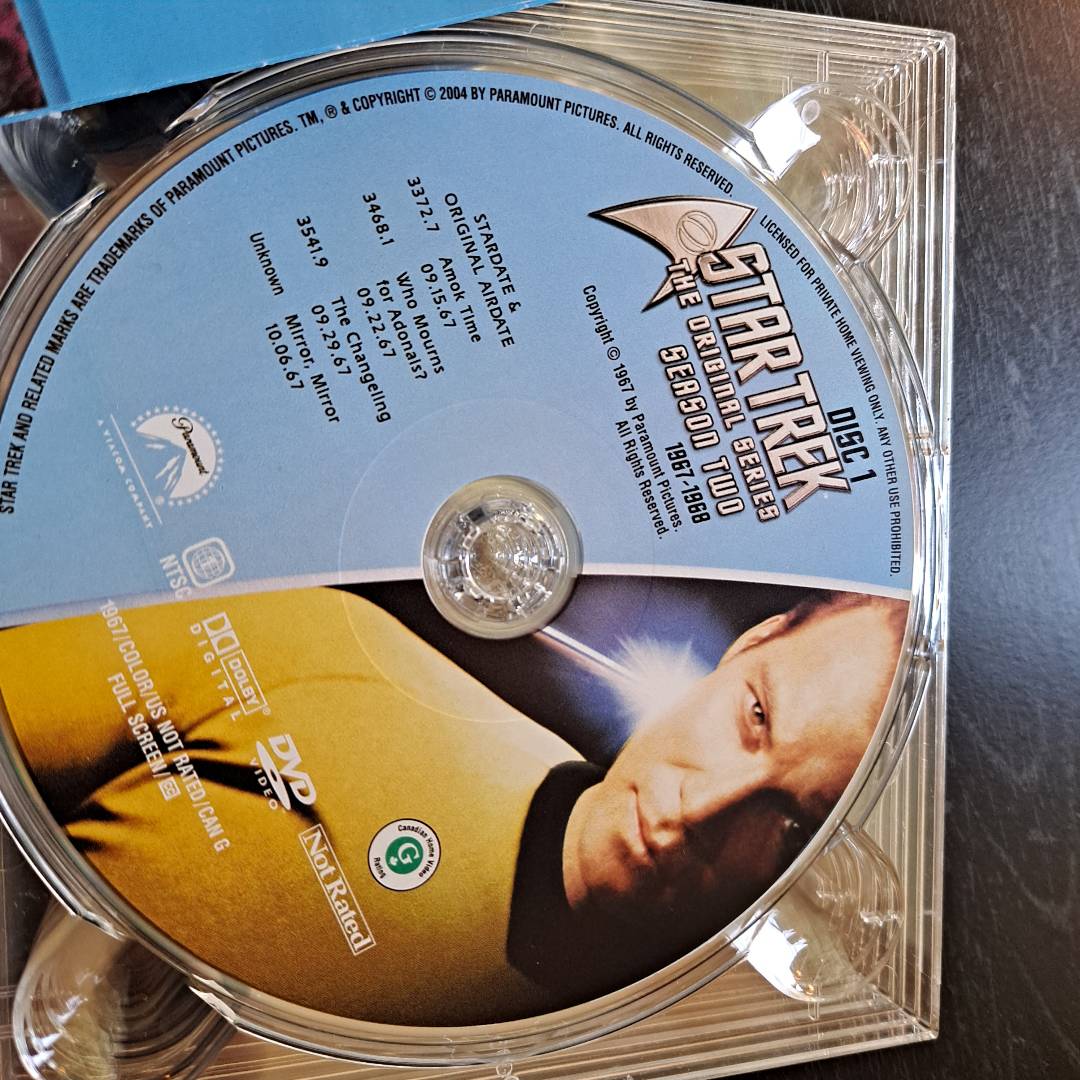 STAR TREK AND RELATED MARKS ARE TRADEMARKS OF PARAMOUNT PICTURES. TM, ® & COPYRIGHT © 2004 BY PARAMOUNT PICTURES. ALL RIGHTS RESERVED.
LICENSED FOR PRIVATE HOME VIEWING ONLY. ANY OTHER USE PROHIBITED.
DISC 1
STAR TREK
THE ORIGINAL SERIES
SEASON TWO
1967-1968
Copyright © 1967 by Paramount Pictures.
All Rights Reserved.
STARDATE &
ORIGINAL AIRDATE
3372.7 Amok Time
09.15.67
3468.1 Who Mourns
for Adonals?
09.22.67
3541.9 The Changeling
09.29.67
Unknown Mirror, Mirror
10.06.67
Paramount
®
A VIACOM COMPANY
NTSC
DOLBY
®
DIGITAL
DVD
VIDEO
Not Rated
Canadian Home Video
G
Rating
1967/COLOR/US NOT RATED/CAN G
FULL SCREEN/CC